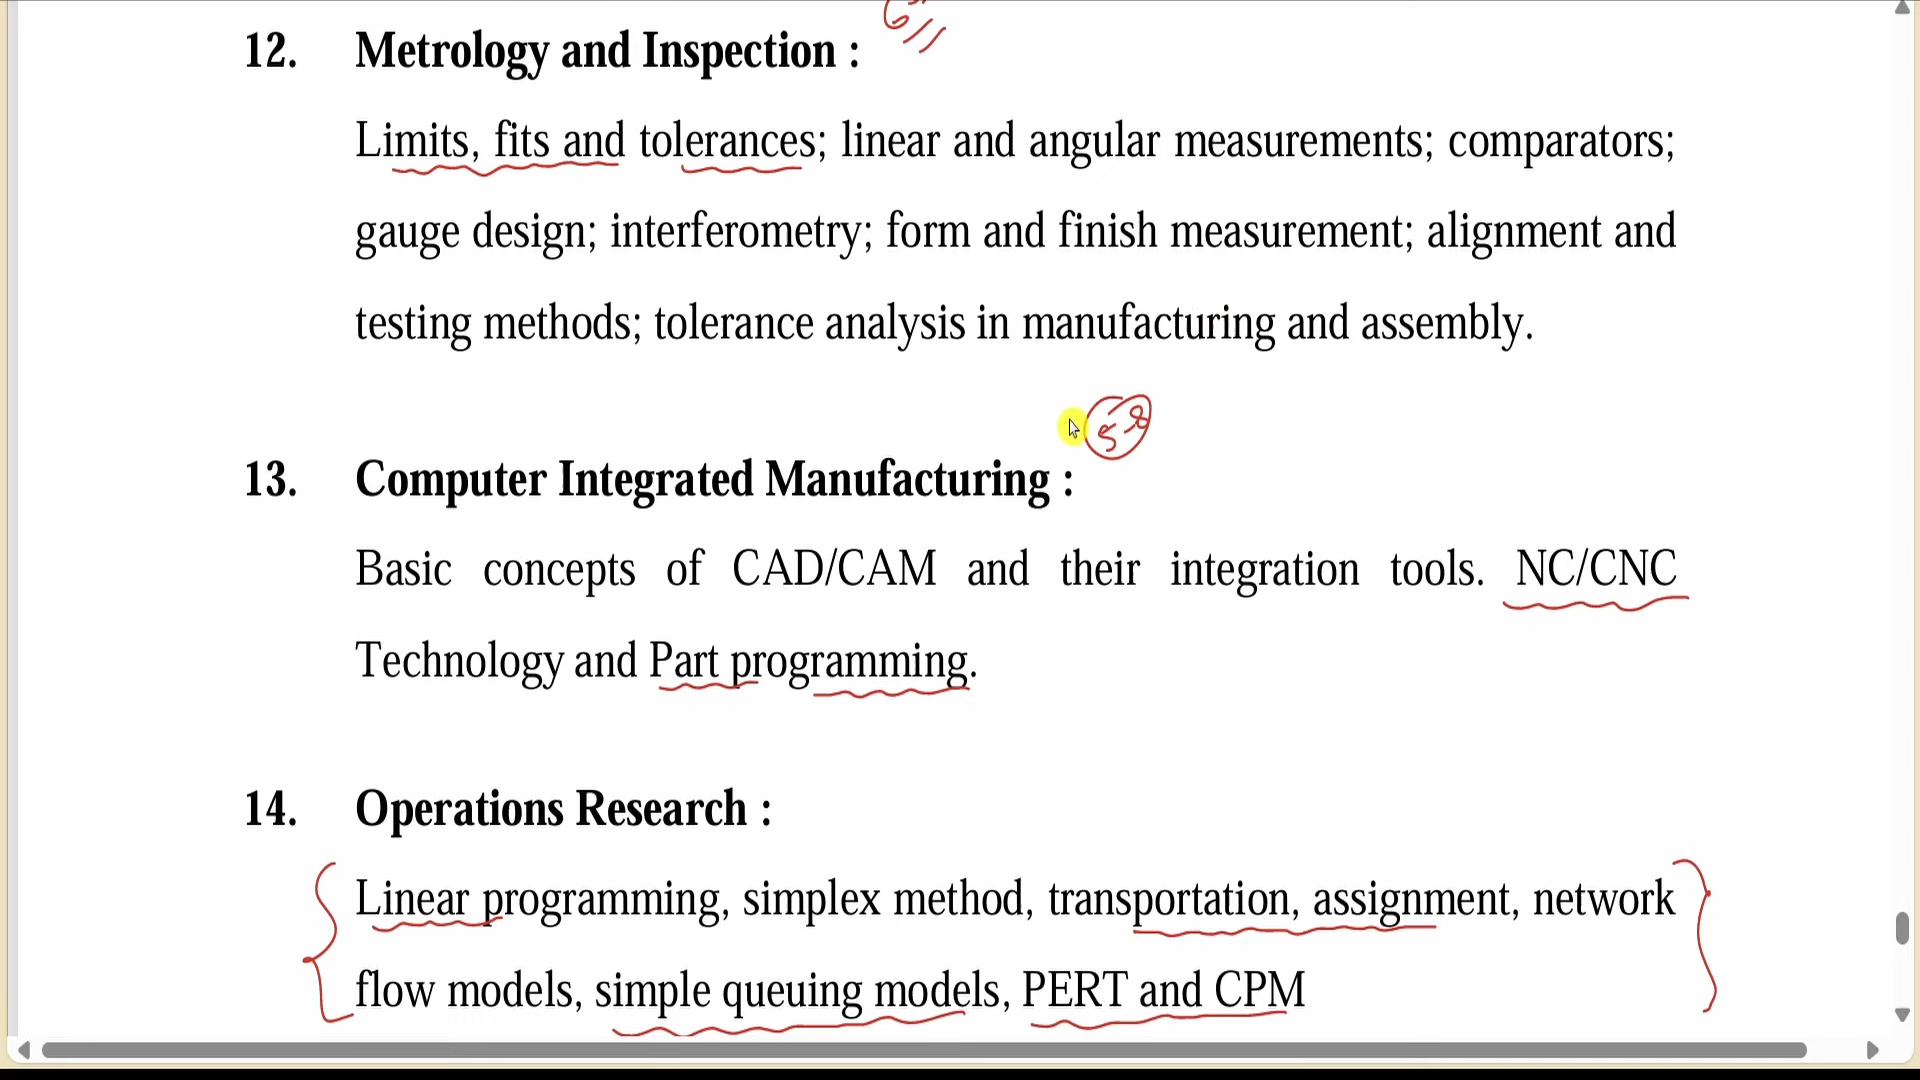 12. Metrology and Inspection :
Limits, fits and tolerances; linear and angular measurements; comparators;
gauge design; interferometry; form and finish measurement; alignment and
testing methods; tolerance analysis in manufacturing and assembly.
5-8
13. Computer Integrated Manufacturing :
Basic concepts of CAD/CAM and their integration tools. NC/CNC
Technology and Part programming.
14. Operations Research :
Linear programming, simplex method, transportation, assignment, network
flow models, simple queuing models, PERT and CPM